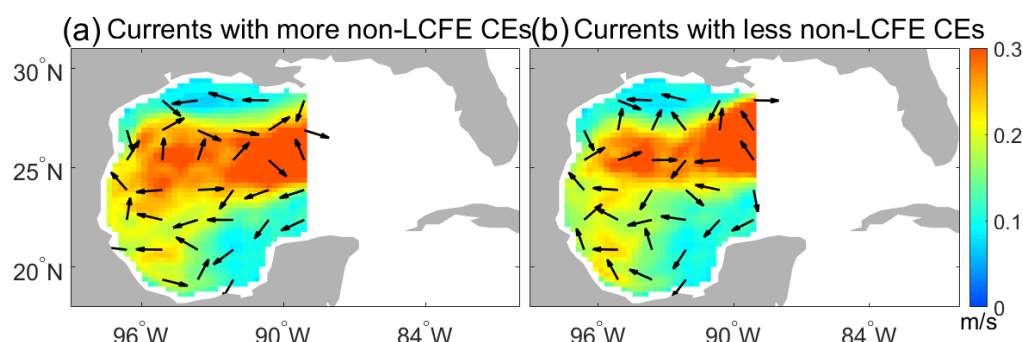 (a) Currents with more non-LCFE CEs
(b) Currents with less non-LCFE CEs
30°N
25°N
20°N
96°W
90°W
84°W
96°W
90°W
84°W
0.3
0.2
0.1
0
m/s